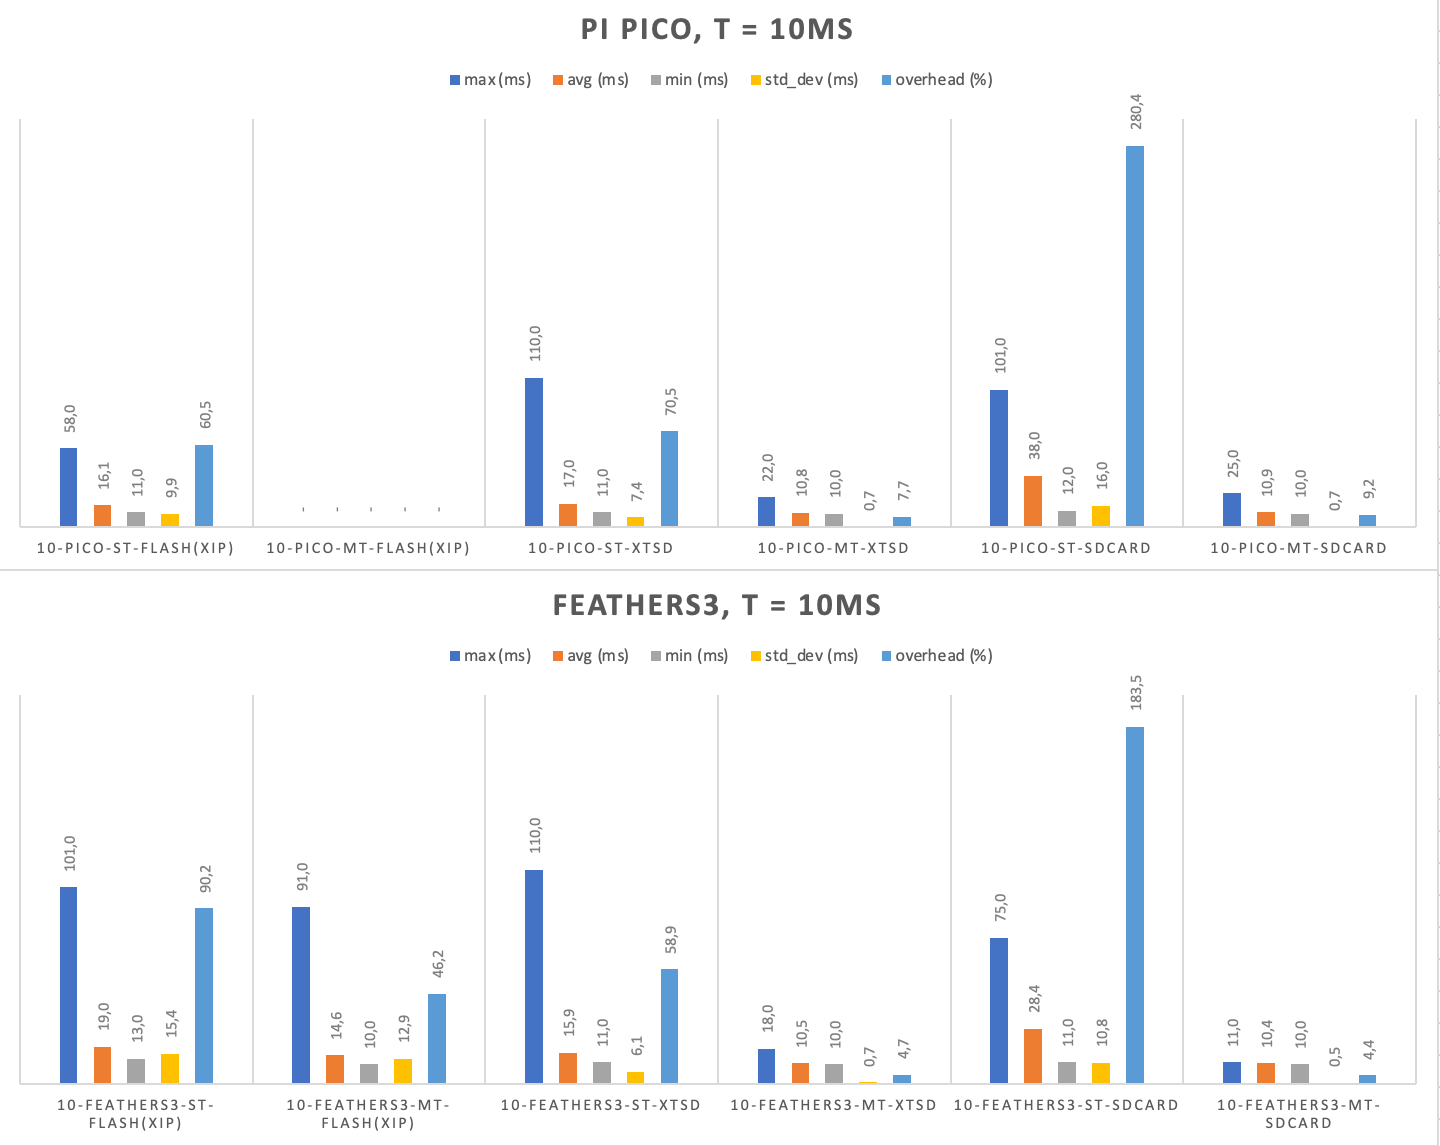 PI PICO, T = 10MS
max (ms) avg (ms) min (ms) std_dev (ms) overhead (%)
58,0 16,1 11,0 9,9 60,5
- - - - -
110,0 17,0 11,0 7,4 70,5
22,0 10,8 10,0 0,7 7,7
101,0 38,0 12,0 16,0 280,4
25,0 10,9 10,0 0,7 9,2
10-PICO-ST-FLASH(XIP) 10-PICO-MT-FLASH(XIP) 10-PICO-ST-XTSD 10-PICO-MT-XTSD 10-PICO-ST-SDCARD 10-PICO-MT-SDCARD
FEATHERS3, T = 10MS
max (ms) avg (ms) min (ms) std_dev (ms) overhead (%)
101,0 19,0 13,0 15,4 90,2
91,0 14,6 10,0 12,9 46,2
110,0 15,9 11,0 6,1 58,9
18,0 10,5 10,0 0,7 4,7
75,0 28,4 11,0 10,8 183,5
11,0 10,4 10,0 0,5 4,4
10-FEATHERS3-ST-
FLASH(XIP)
10-FEATHERS3-MT-
FLASH(XIP)
10-FEATHERS3-ST-XTSD
10-FEATHERS3-MT-XTSD
10-FEATHERS3-ST-SDCARD
10-FEATHERS3-MT-
SDCARD